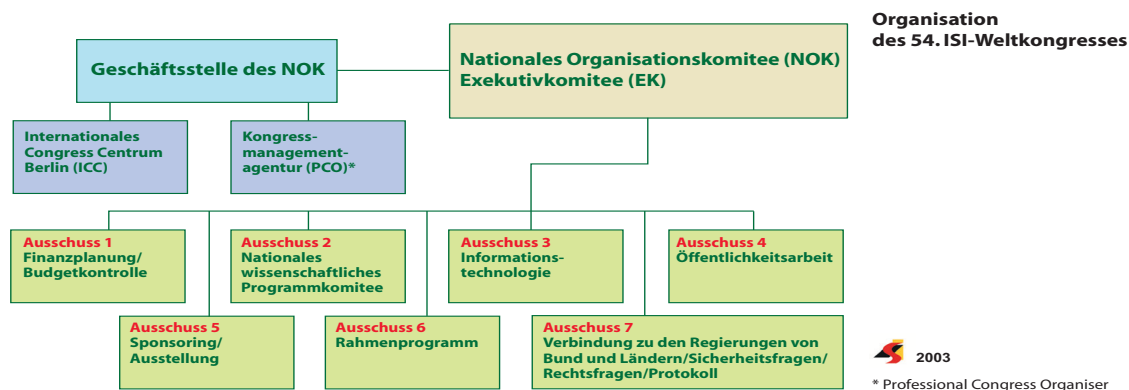 Organisation
des 54. ISI-Weltkongresses
Geschäftsstelle des NOK
Nationales Organisationskomitee (NOK)
Exekutivkomitee (EK)
Internationales
Congress Centrum
Berlin (ICC)
Kongress-
management-
agentur (PCO)*
Ausschuss 1
Finanzplanung/
Budgetkontrolle
Ausschuss 2
Nationales
wissenschaftliches
Programmkomitee
Ausschuss 3
Informations-
technologie
Ausschuss 4
Öffentlichkeitsarbeit
Ausschuss 5
Sponsoring/
Ausstellung
Ausschuss 6
Rahmenprogramm
Ausschuss 7
Verbindung zu den Regierungen von
Bund und Ländern/Sicherheitsfragen/
Rechtsfragen/Protokoll
2003
* Professional Congress Organiser